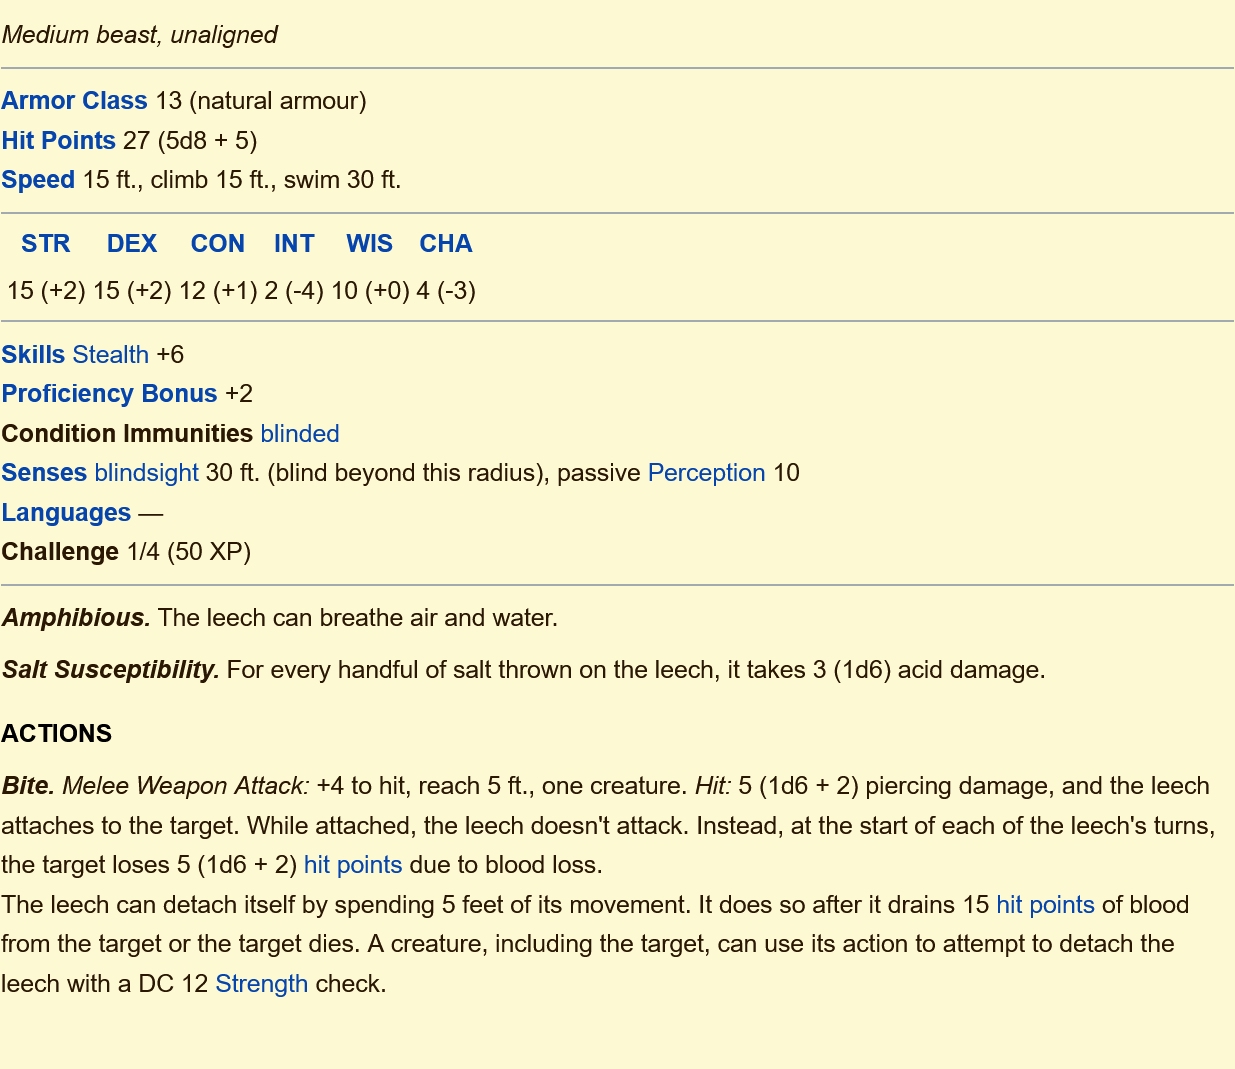 Medium beast, unaligned
Armor Class 13 (natural armour)
Hit Points 27 (5d8 + 5)
Speed 15 ft., climb 15 ft., swim 30 ft.
STR DEX CON INT WIS CHA
15 (+2) 15 (+2) 12 (+1) 2 (-4) 10 (+0) 4 (-3)
Skills Stealth +6
Proficiency Bonus +2
Condition Immunities blinded
Senses blindsight 30 ft. (blind beyond this radius), passive Perception 10
Languages —
Challenge 1/4 (50 XP)
Amphibious. The leech can breathe air and water.
Salt Susceptibility. For every handful of salt thrown on the leech, it takes 3 (1d6) acid damage.
ACTIONS
Bite. Melee Weapon Attack: +4 to hit, reach 5 ft., one creature. Hit: 5 (1d6 + 2) piercing damage, and the leech
attaches to the target. While attached, the leech doesn't attack. Instead, at the start of each of the leech's turns,
the target loses 5 (1d6 + 2) hit points due to blood loss.
The leech can detach itself by spending 5 feet of its movement. It does so after it drains 15 hit points of blood
from the target or the target dies. A creature, including the target, can use its action to attempt to detach the
leech with a DC 12 Strength check.